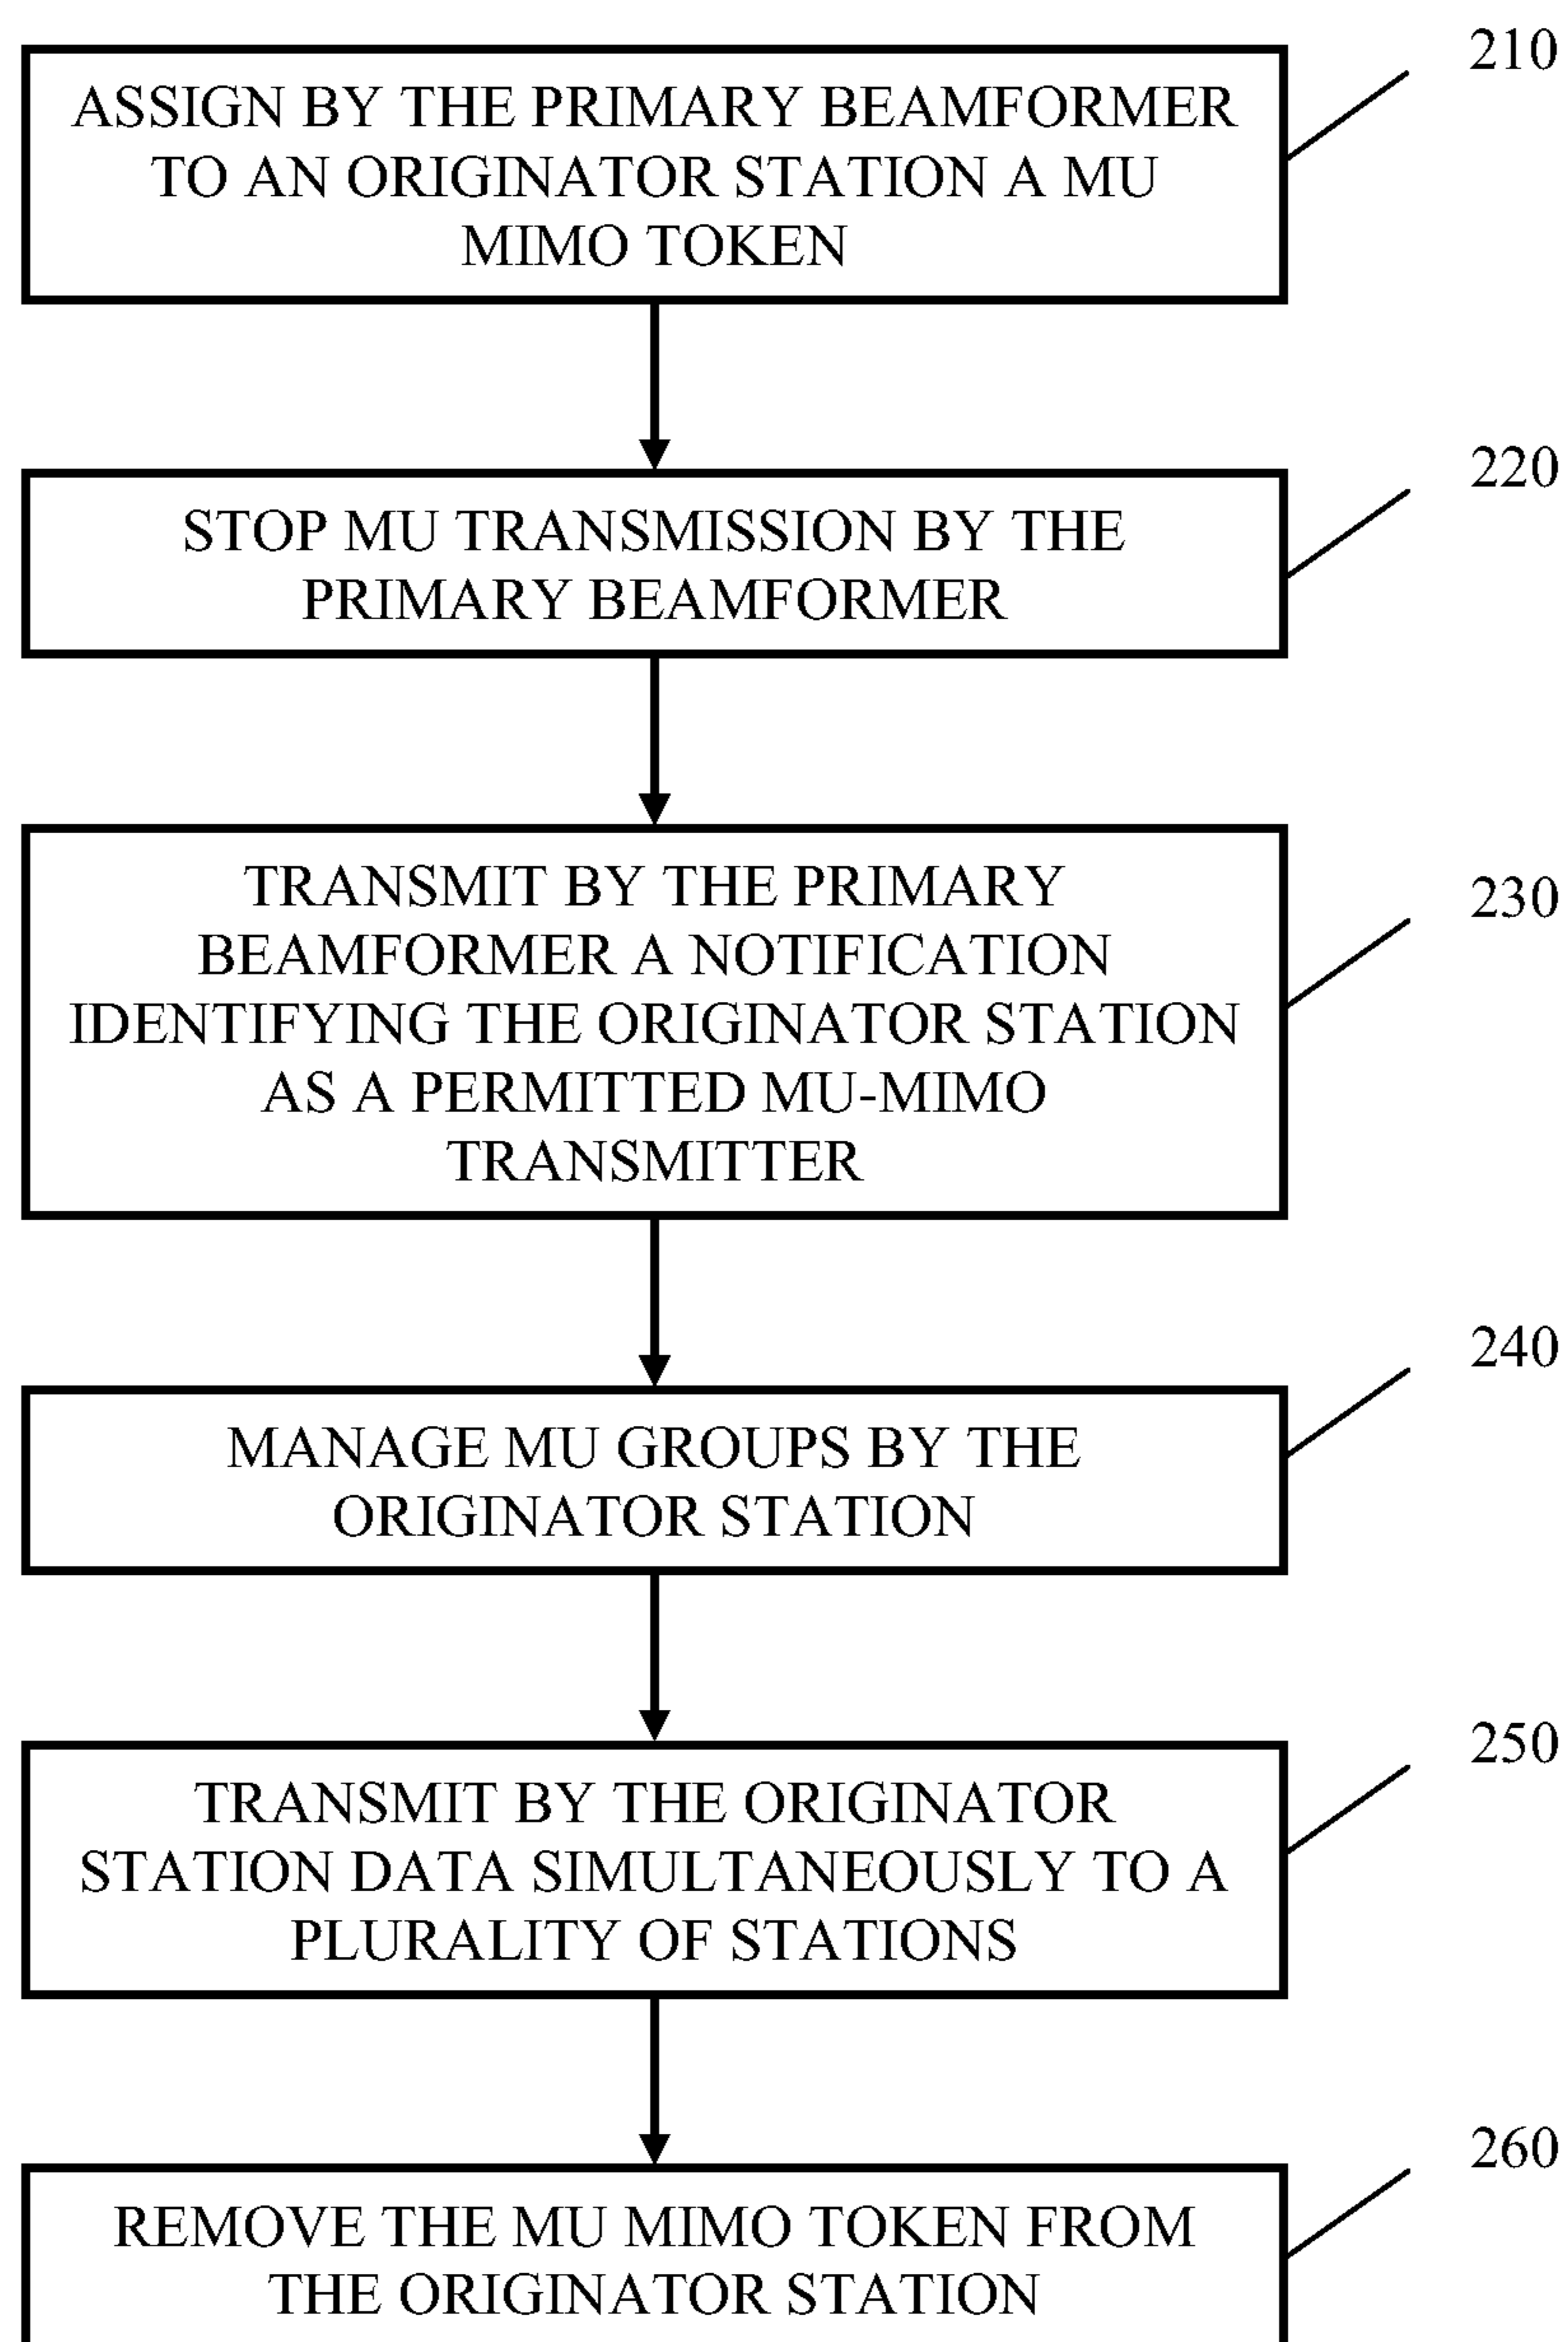 210
ASSIGN BY THE PRIMARY BEAMFORMER
TO AN ORIGINATOR STATION A MU
MIMO TOKEN
220
STOP MU TRANSMISSION BY THE
PRIMARY BEAMFORMER
230
TRANSMIT BY THE PRIMARY
BEAMFORMER A NOTIFICATION
IDENTIFYING THE ORIGINATOR STATION
AS A PERMITTED MU-MIMO
TRANSMITTER
240
MANAGE MU GROUPS BY THE
ORIGINATOR STATION
250
TRANSMIT BY THE ORIGINATOR
STATION DATA SIMULTANEOUSLY TO A
PLURALITY OF STATIONS
260
REMOVE THE MU MIMO TOKEN FROM
THE ORIGINATOR STATION